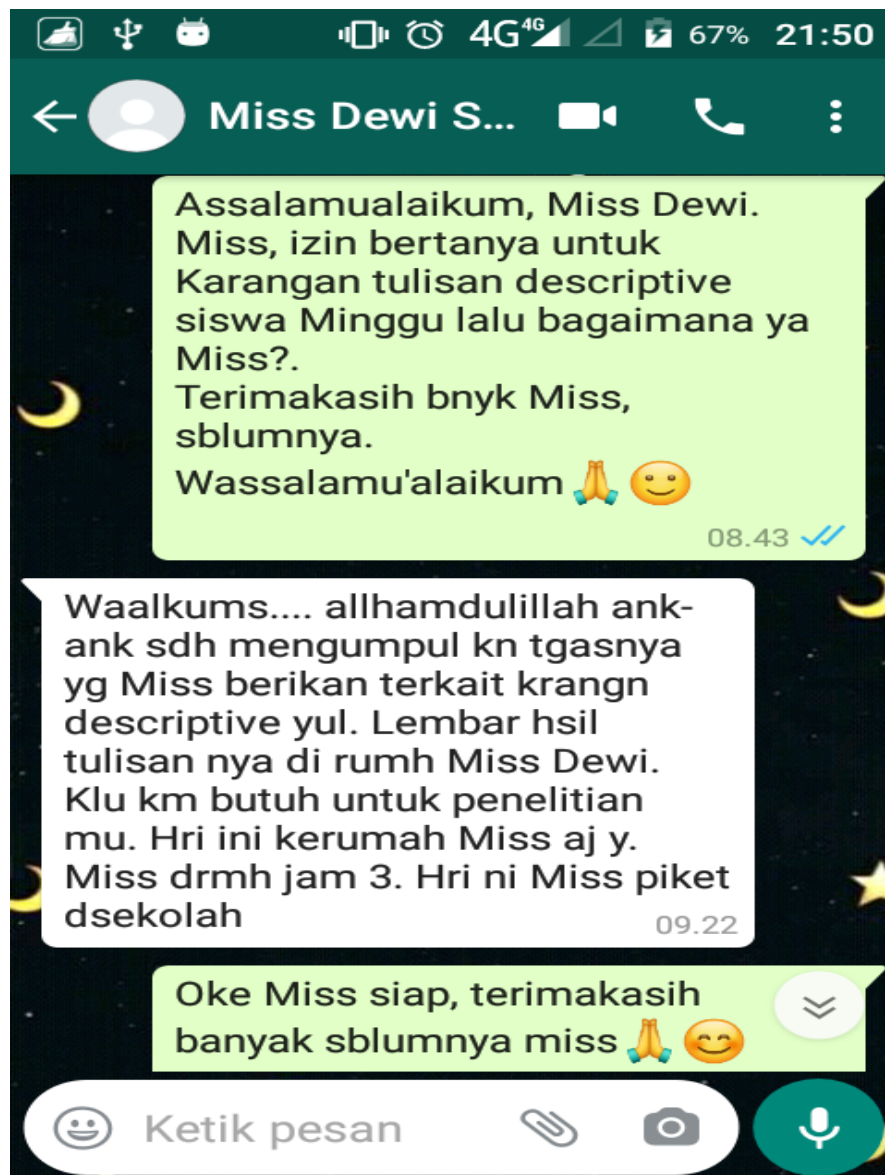 4G 4G 67% 21:50
Miss Dewi S...
Assalamualaikum, Miss Dewi.
Miss, izin bertanya untuk
Karangan tulisan descriptive
siswa Minggu lalu bagaimana ya
Miss?.
Terimakasih bnyk Miss,
sblumnya.
Wassalamu'alaikum 🙏 🙂
08.43
Waalkums.... allhamdulillah ank-
ank sdh mengumpul kn tgasnya
yg Miss berikan terkait krangn
descriptive yul. Lembar hsil
tulisan nya di rumh Miss Dewi.
Klu km butuh untuk penelitian
mu. Hri ini kerumah Miss aj y.
Miss drmh jam 3. Hri ni Miss piket
dsekolah
09.22
Oke Miss siap, terimakasih
banyak sblumnya miss 🙏 😊
Ketik pesan